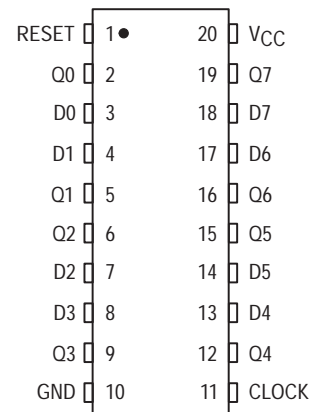 RESET 1 20 VCC
Q0 2 19 Q7
D0 3 18 D7
D1 4 17 D6
Q1 5 16 Q6
Q2 6 15 Q5
D2 7 14 D5
D3 8 13 D4
Q3 9 12 Q4
GND 10 11 CLOCK